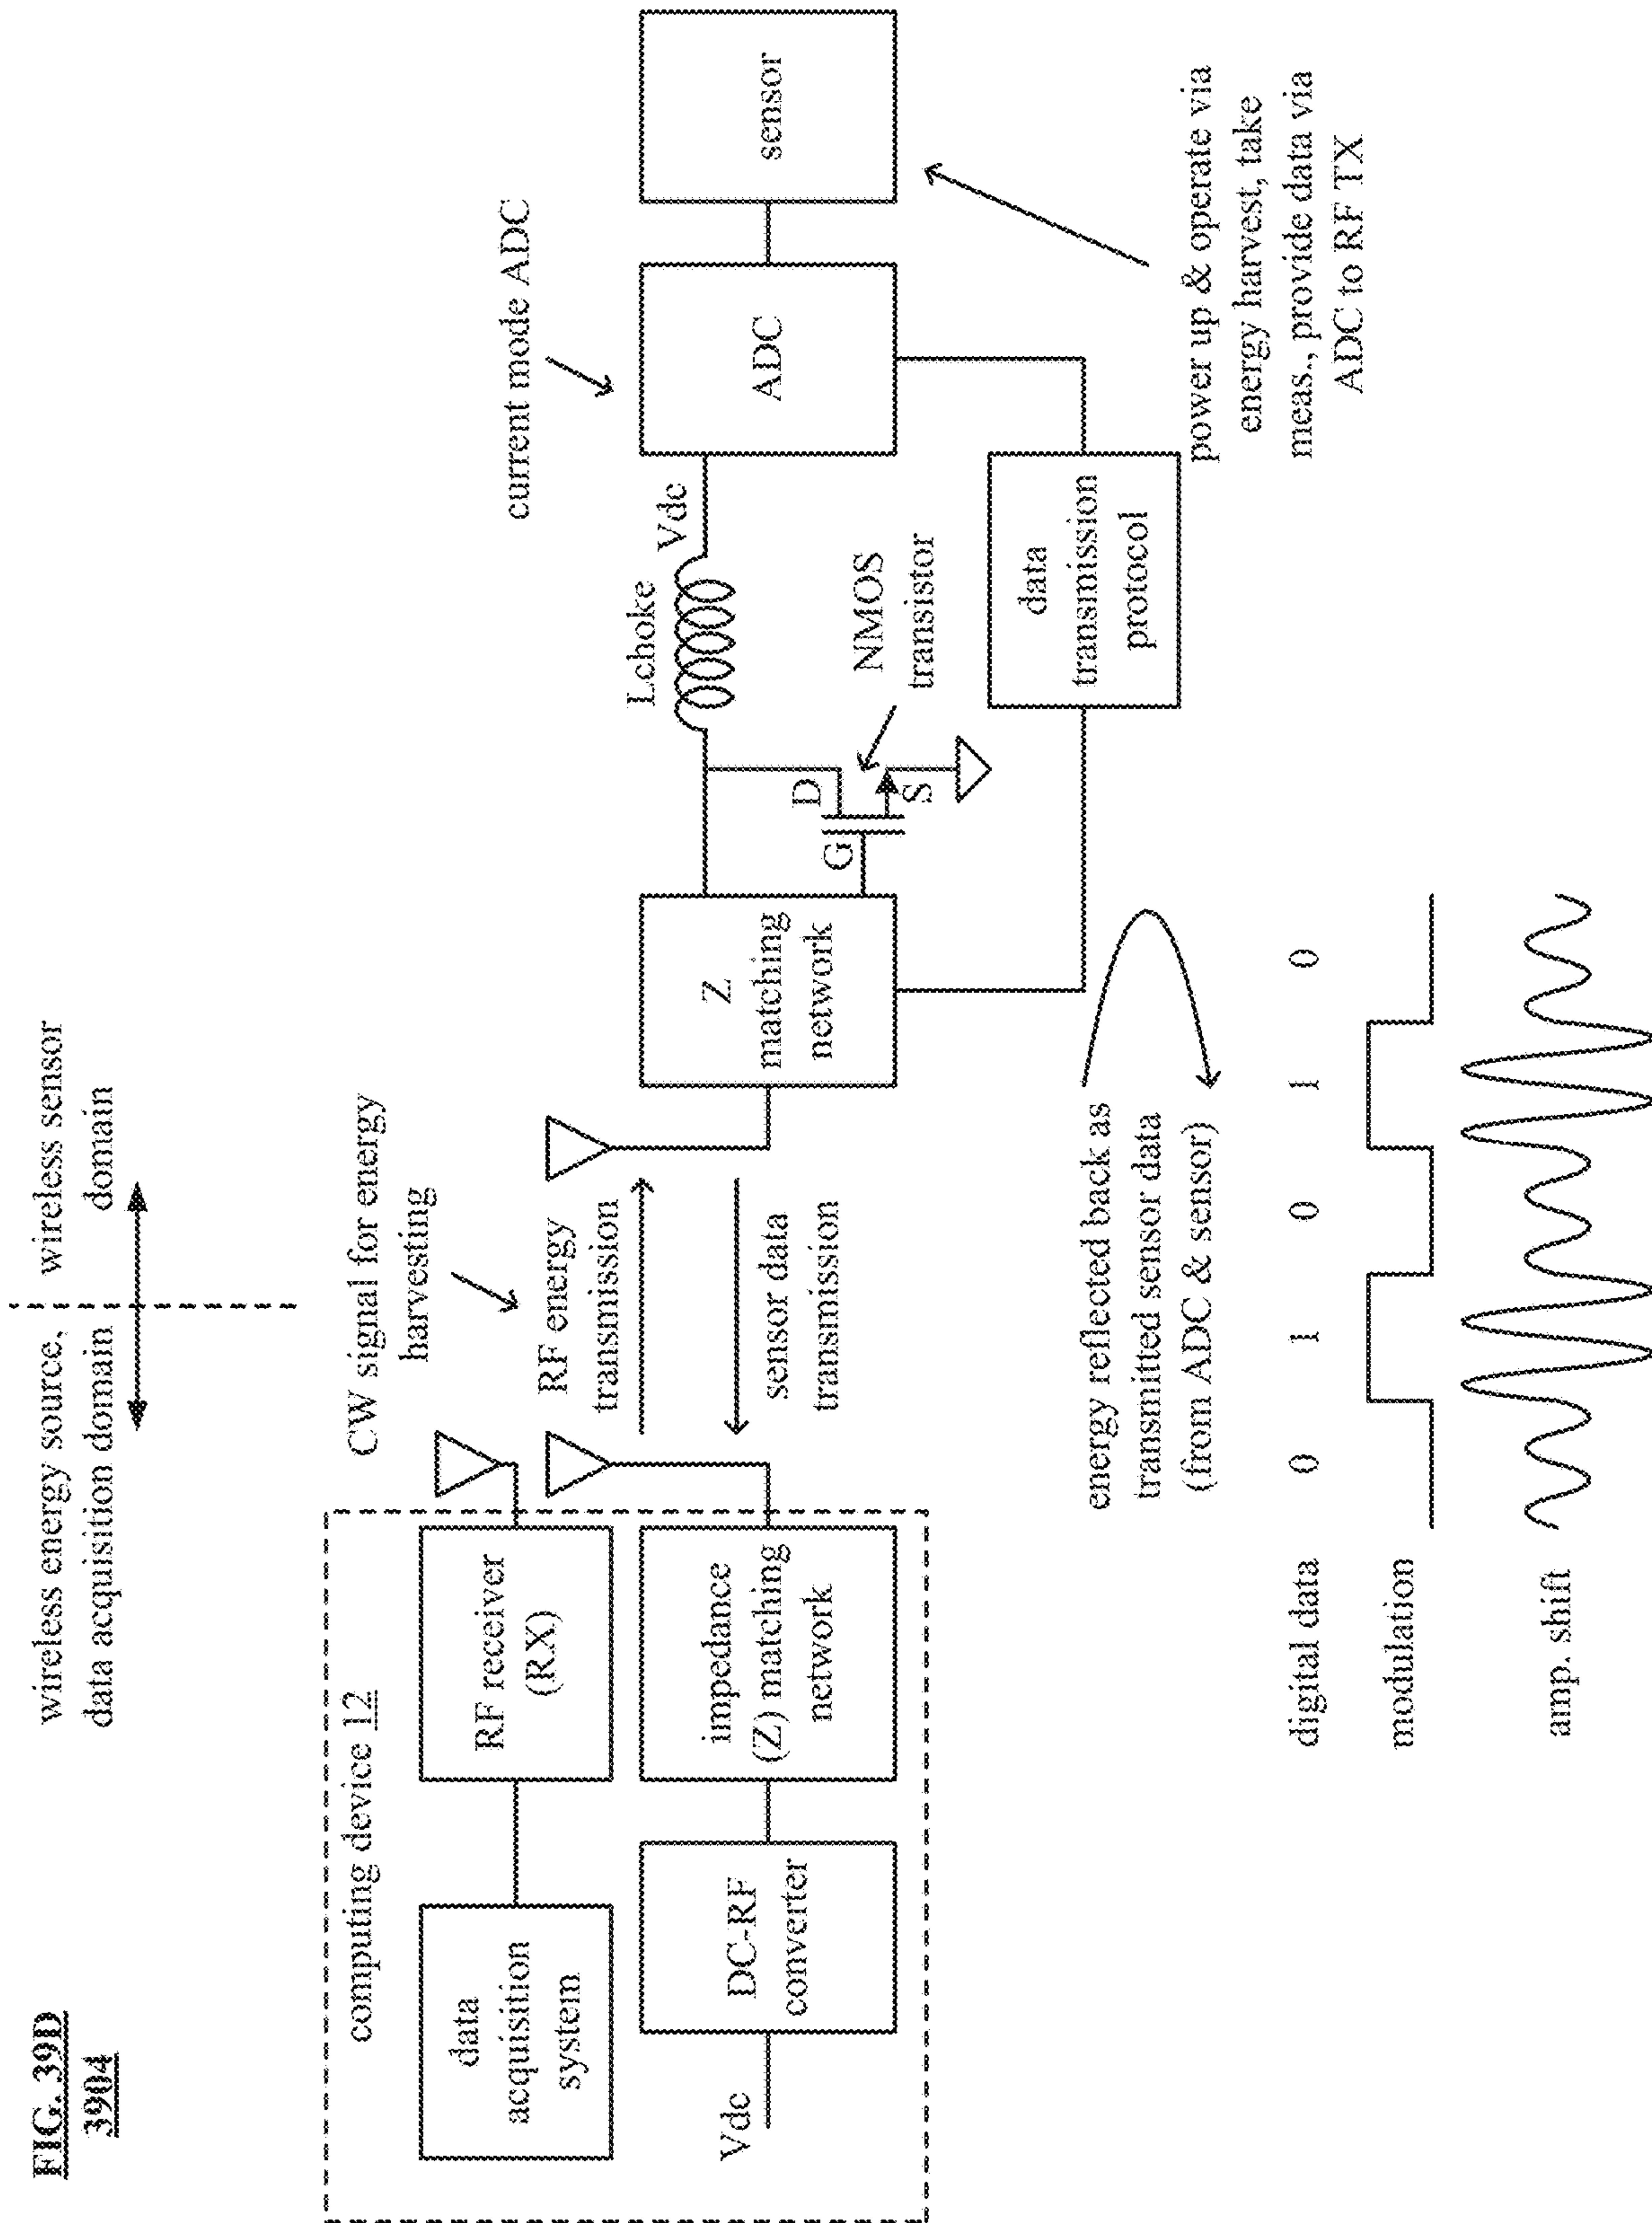 FIG. 39D
3904
wireless energy source,
data acquisition domain
wireless sensor
domain
computing device 12
data
acquisition
system
RF receiver
(RX)
Vdc
DC-RF
converter
impedance
(Z) matching
network
CW signal for energy
harvesting
RF energy
transmission
sensor data
transmission
Z
matching
network
G
D
S
NMOS
transistor
Lchoke
Vdc
current mode ADC
ADC
sensor
data
transmission
protocol
power up & operate via
energy harvest, take
meas., provide data via
ADC to RF TX
energy reflected back as
transmitted sensor data
(from ADC & sensor)
digital data 0 1 0 1 0
modulation
amp. shift